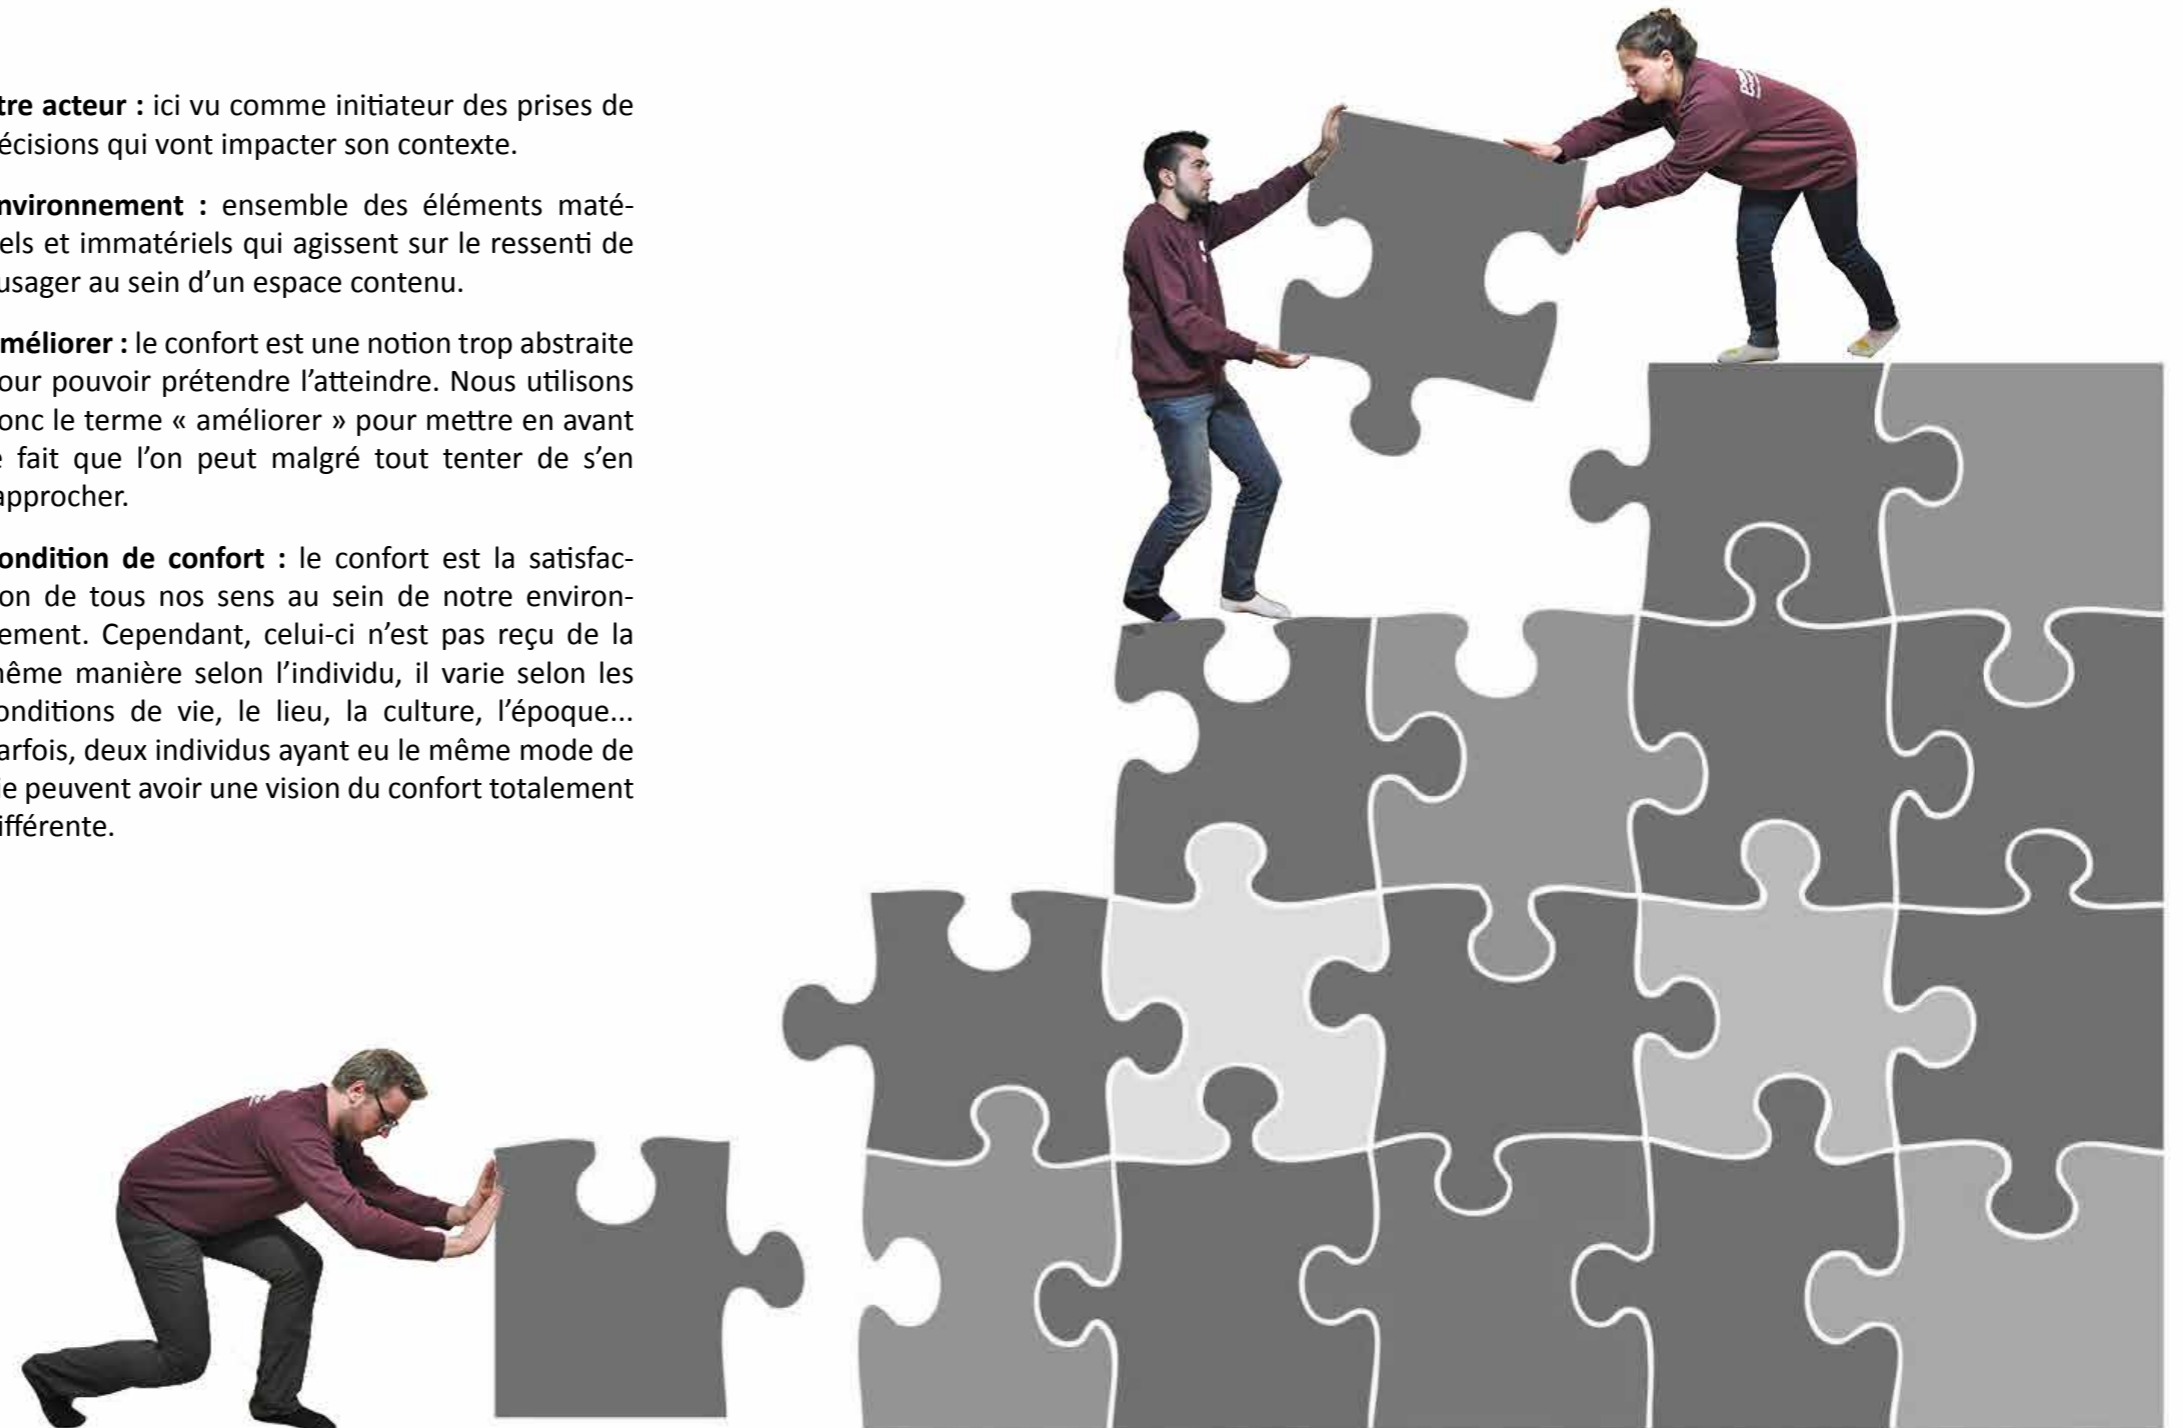 tre acteur : ici vu comme initiateur des prises de
écisions qui vont impacter son contexte.
nvironnement : ensemble des éléments maté-
els et immatériels qui agissent sur le ressenti de
usager au sein d’un espace contenu.
méliorer : le confort est une notion trop abstraite
our pouvoir prétendre l’atteindre. Nous utilisons
onc le terme « améliorer » pour mettre en avant
e fait que l’on peut malgré tout tenter de s’en
approcher.
ondition de confort : le confort est la satisfac-
on de tous nos sens au sein de notre environ-
ement. Cependant, celui-ci n’est pas reçu de la
ême manière selon l’individu, il varie selon les
onditions de vie, le lieu, la culture, l’époque...
arfois, deux individus ayant eu le même mode de
ie peuvent avoir une vision du confort totalement
ifférente.